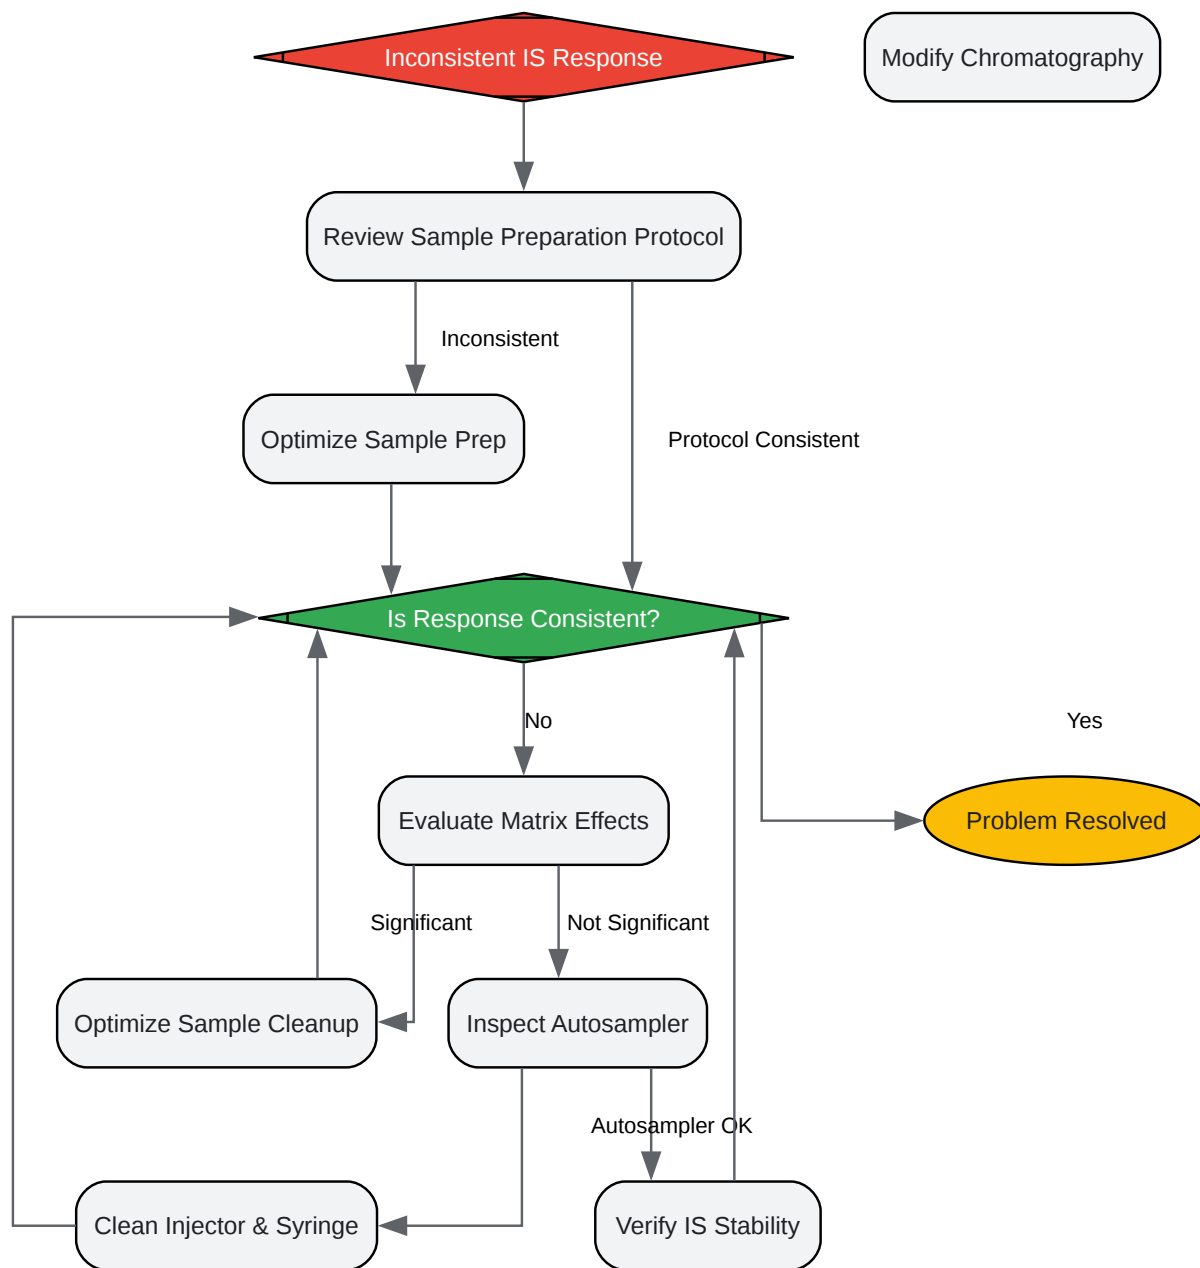 Inconsistent IS Response
Modify Chromatography
Review Sample Preparation Protocol
Inconsistent
Optimize Sample Prep
Protocol Consistent
Is Response Consistent?
No
Yes
Evaluate Matrix Effects
Problem Resolved
Significant
Not Significant
Optimize Sample Cleanup
Inspect Autosampler
Autosampler OK
Clean Injector & Syringe
Verify IS Stability